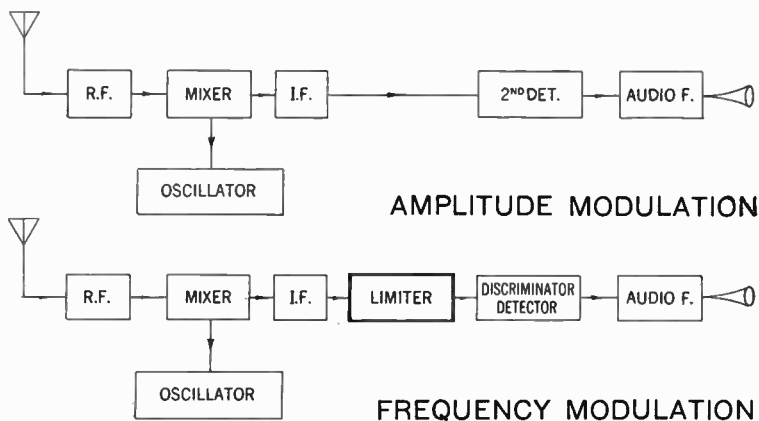 R.F.
MIXER
I.F.
2ND DET.
AUDIO F.
OSCILLATOR
AMPLITUDE MODULATION
R.F.
MIXER
I.F.
LIMITER
DISCRIMINATOR
DETECTOR
AUDIO F.
OSCILLATOR
FREQUENCY MODULATION